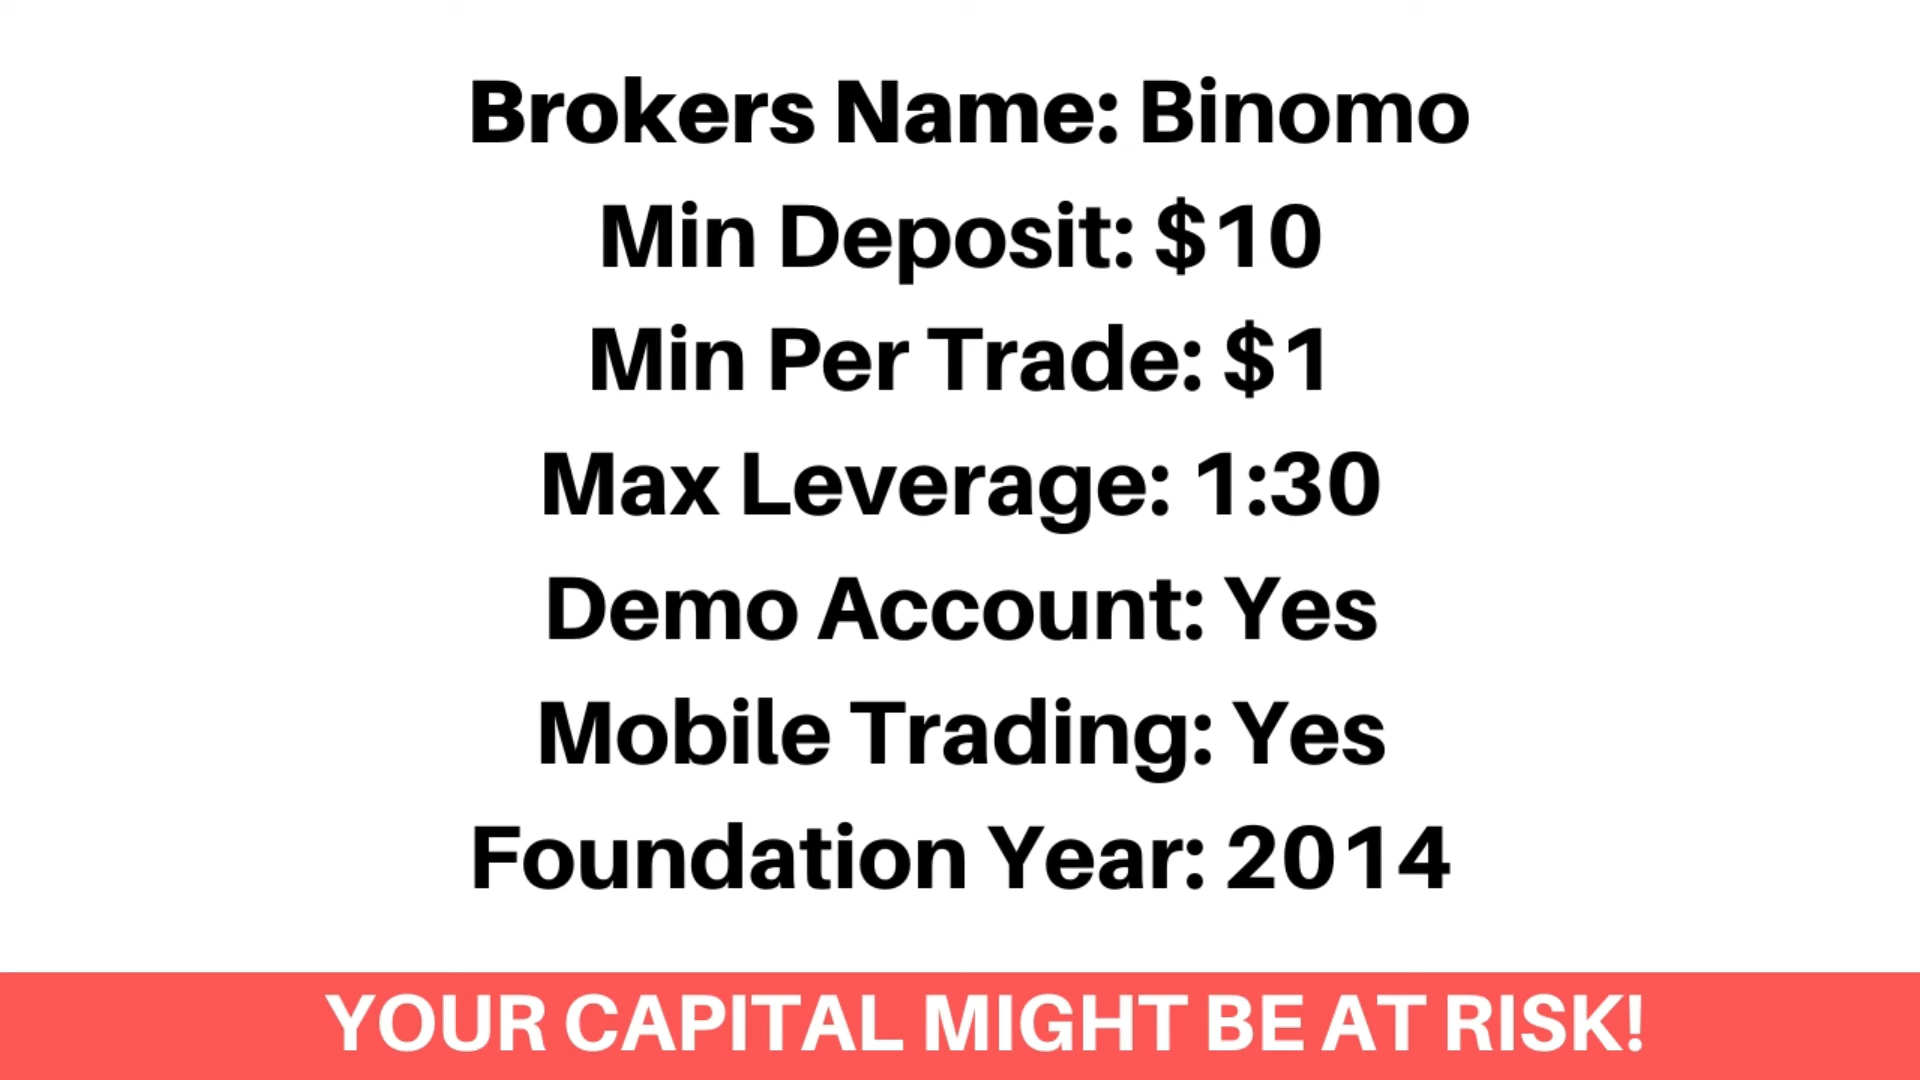 Brokers Name: Binomo
Min Deposit: $10
Min Per Trade: $1
Max Leverage: 1:30
Demo Account: Yes
Mobile Trading: Yes
Foundation Year: 2014
YOUR CAPITAL MIGHT BE AT RISK!